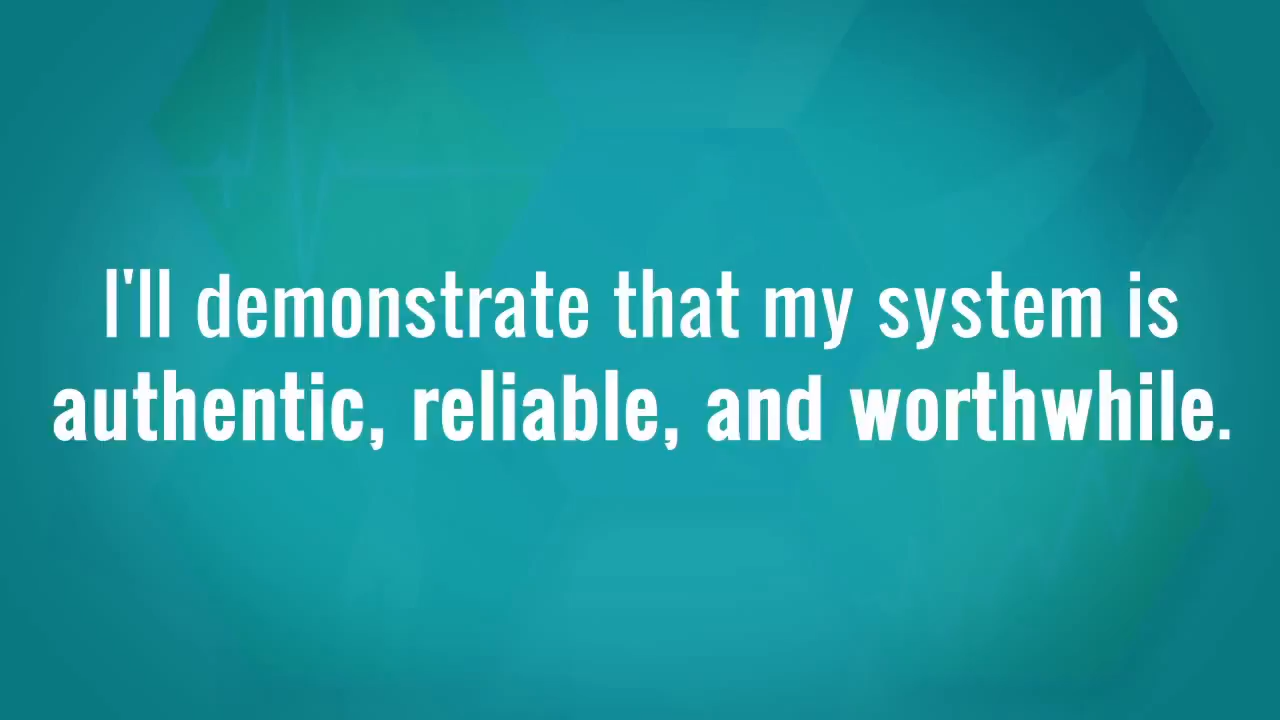 I'll demonstrate that my system is
authentic, reliable, and worthwhile.